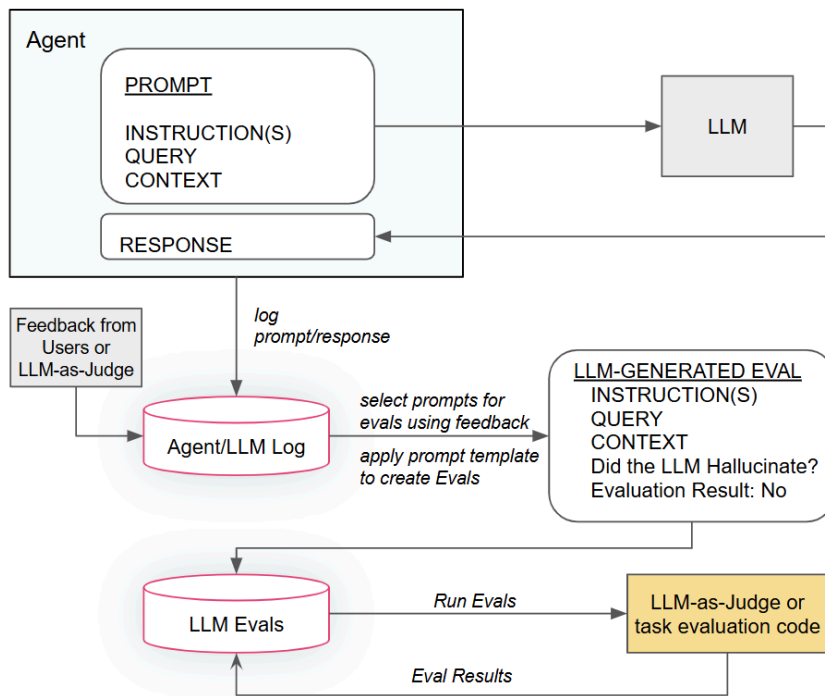 Agent
PROMPT
INSTRUCTION(S)
QUERY
CONTEXT
LLM
RESPONSE
log
prompt/response
Feedback from
Users or
LLM-as-Judge
Agent/LLM Log
select prompts for
evals using feedback
apply prompt template
to create Evals
LLM-GENERATED EVAL
INSTRUCTION(S)
QUERY
CONTEXT
Did the LLM Hallucinate?
Evaluation Result: No
LLM Evals
Run Evals
LLM-as-Judge or
task evaluation code
Eval Results